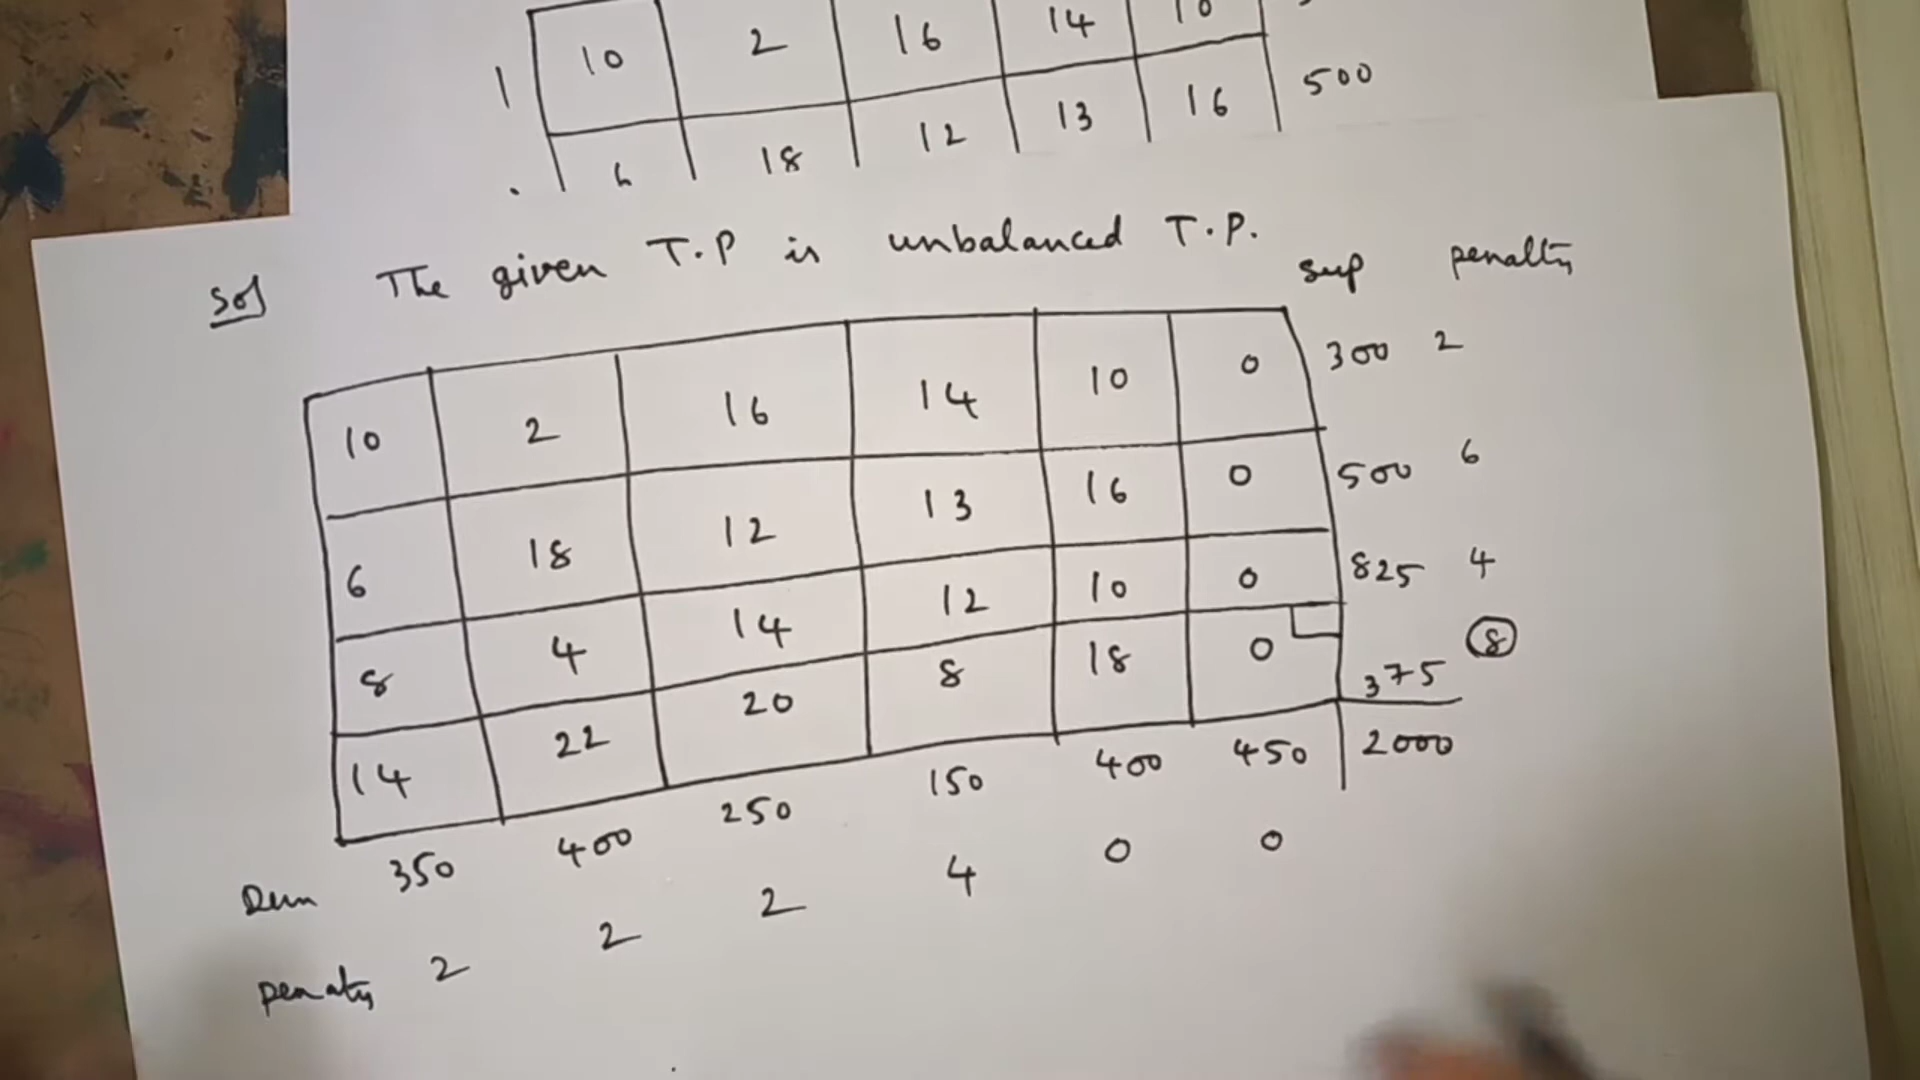 1 10 2 16 14 10
6 18 12 13 16 500
Sol The given T.P is unbalanced T.P.
sup penalty
10 2 16 14 10 0 300 2
6 18 12 13 16 0 500 6
8 4 14 12 10 0 825 4
14 22 20 8 18 0 375 8
Dem 350 400 250 150 400 450 2000
penalty 2 2 2 4 0 0